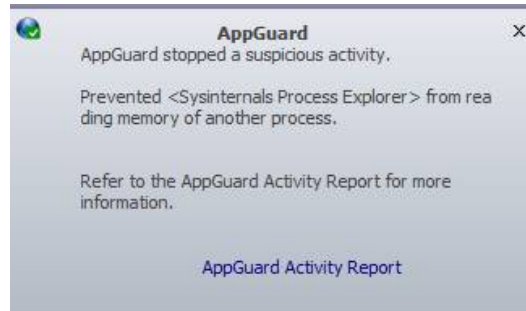 AppGuard
X
AppGuard stopped a suspicious activity.
Prevented <Sysinternals Process Explorer> from rea
ding memory of another process.
Refer to the AppGuard Activity Report for more
information.
AppGuard Activity Report